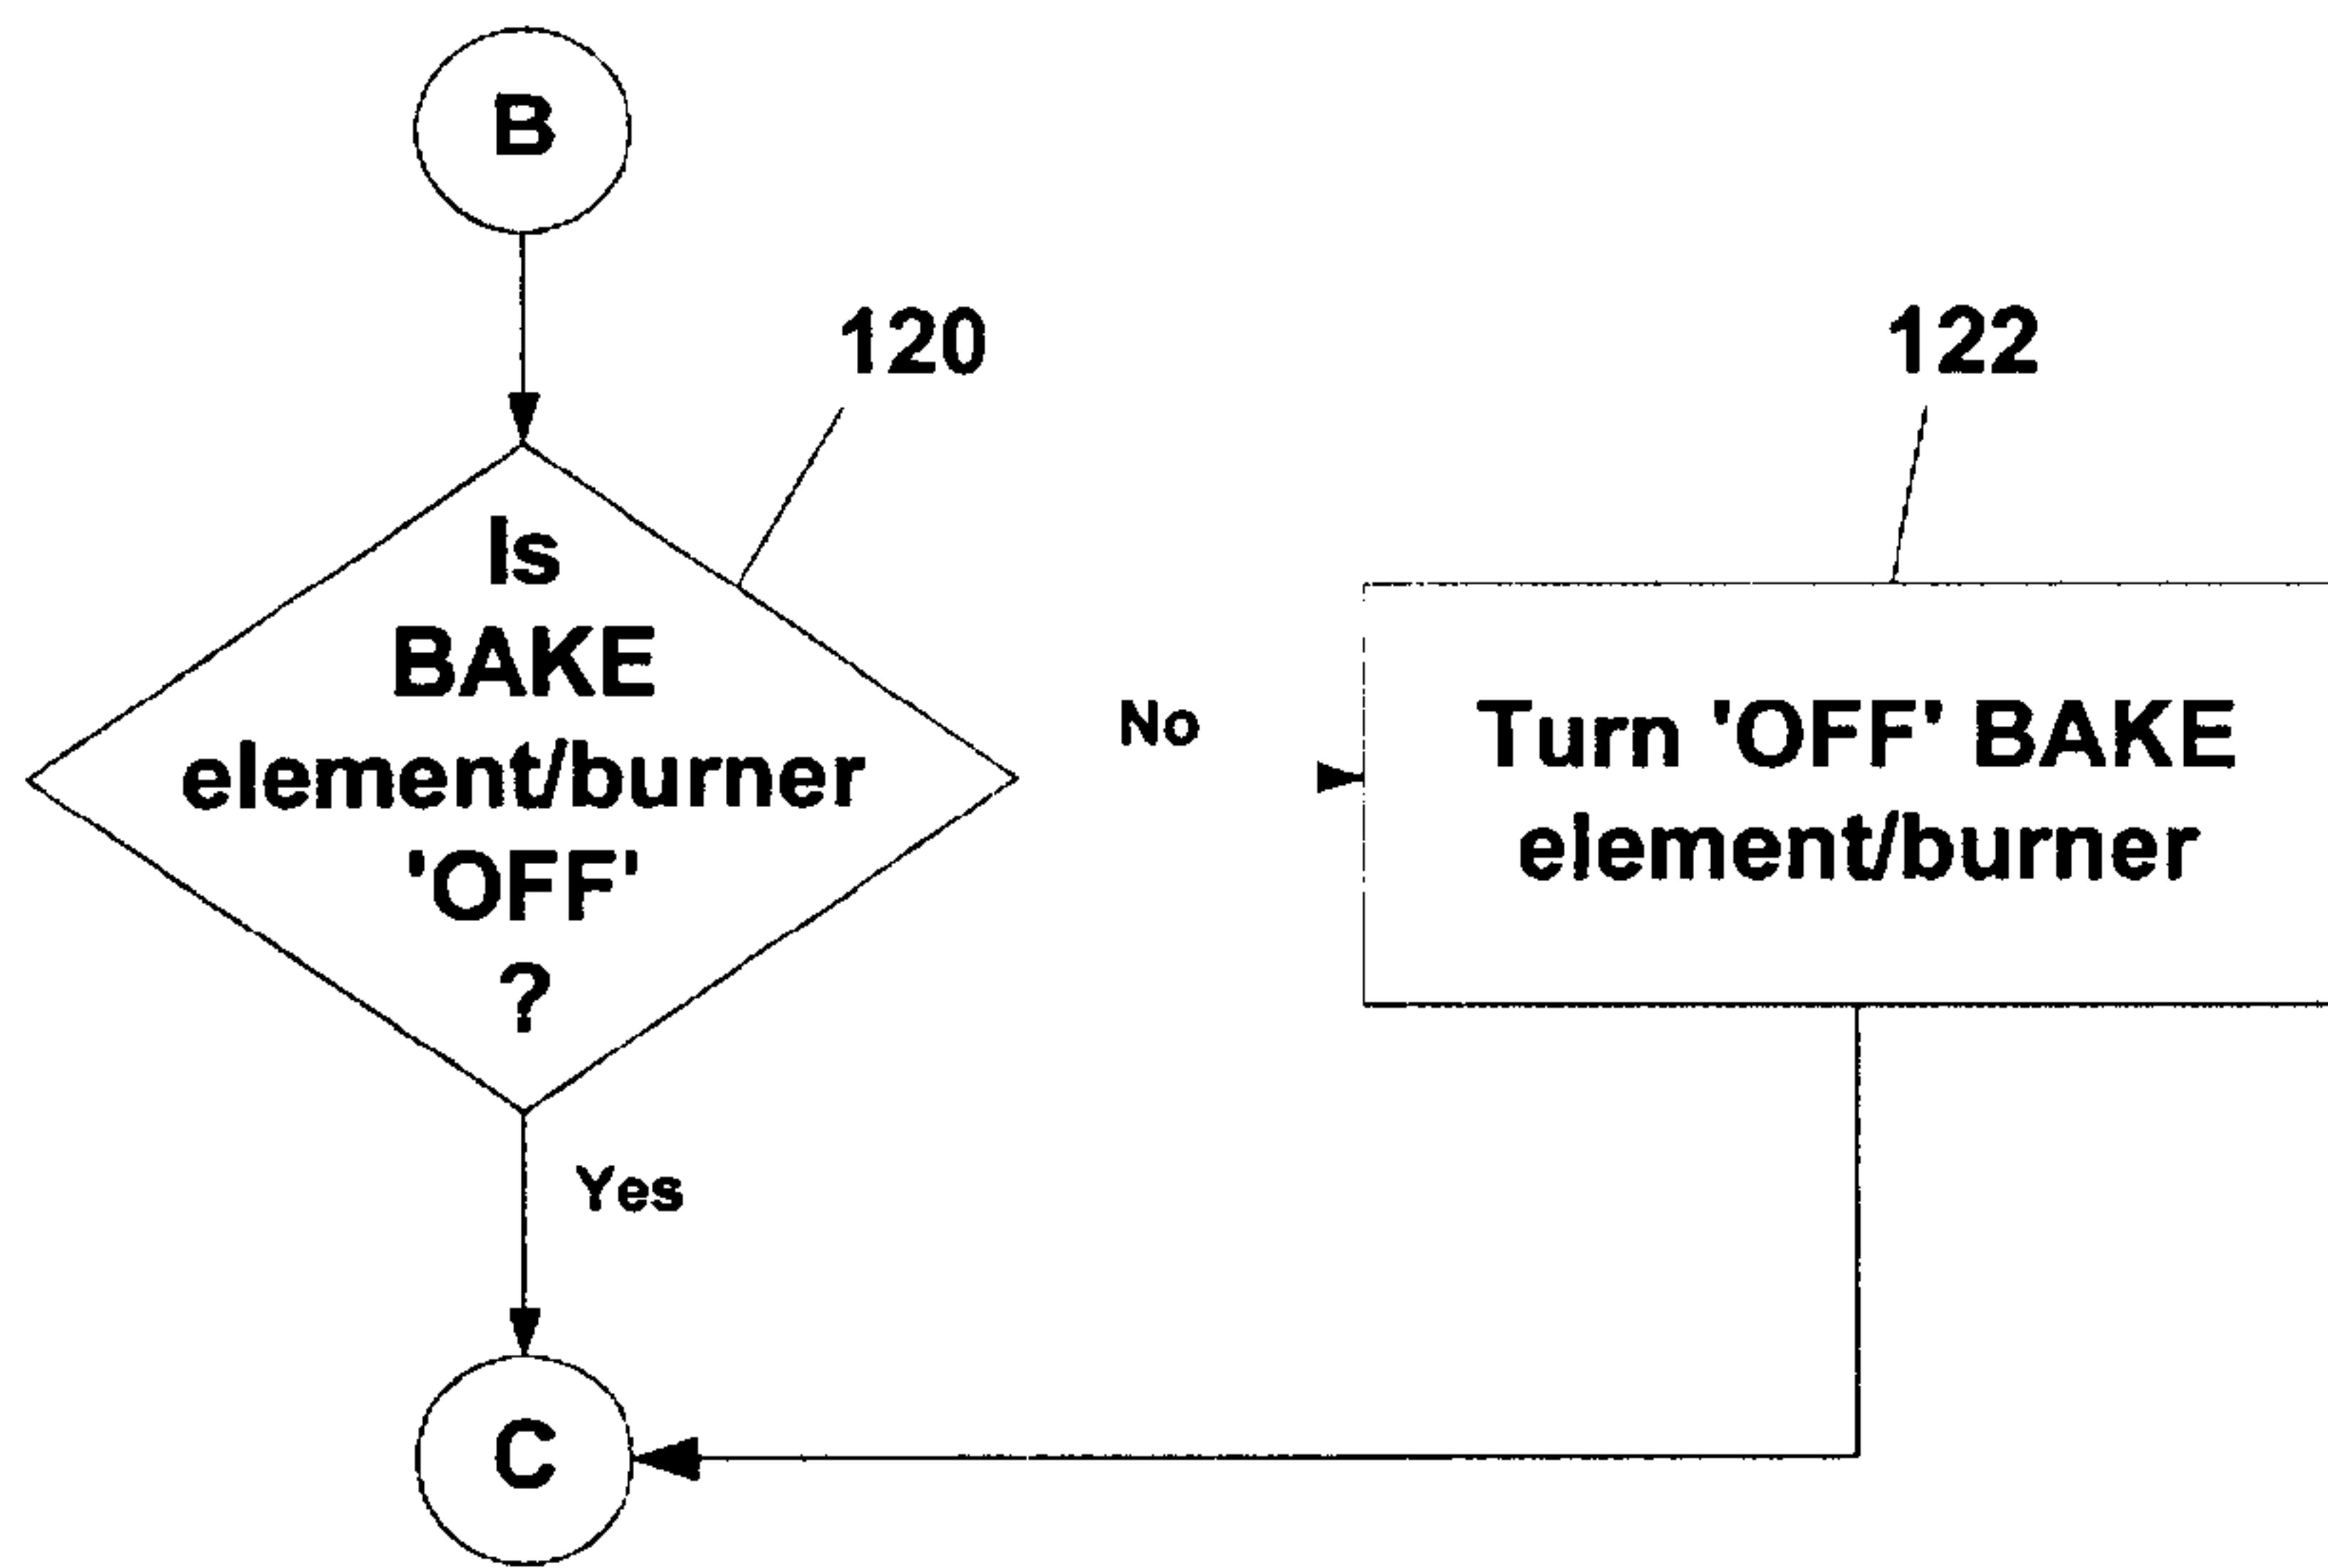 B
120
122
Is
BAKE
element/burner
'OFF'
?
No
Turn 'OFF' BAKE
element/burner
Yes
C